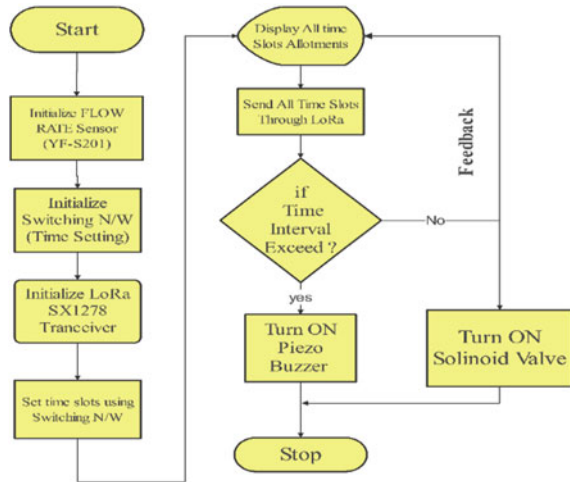 Start
Initialize FLOW
RATE Sensor
(YF-S201)
Initialize
Switching N/W
(Time Setting)
Initialize LoRa
SX1278
Tranceiver
Set time slots using
Switching N/W
Display All time
Slots Allotments
Send All Time Slots
Through LoRa
if
Time
Interval
Exceed ?
No
yes
Turn ON
Piezo
Buzzer
Feedback
Turn ON
Solinoid Valve
Stop